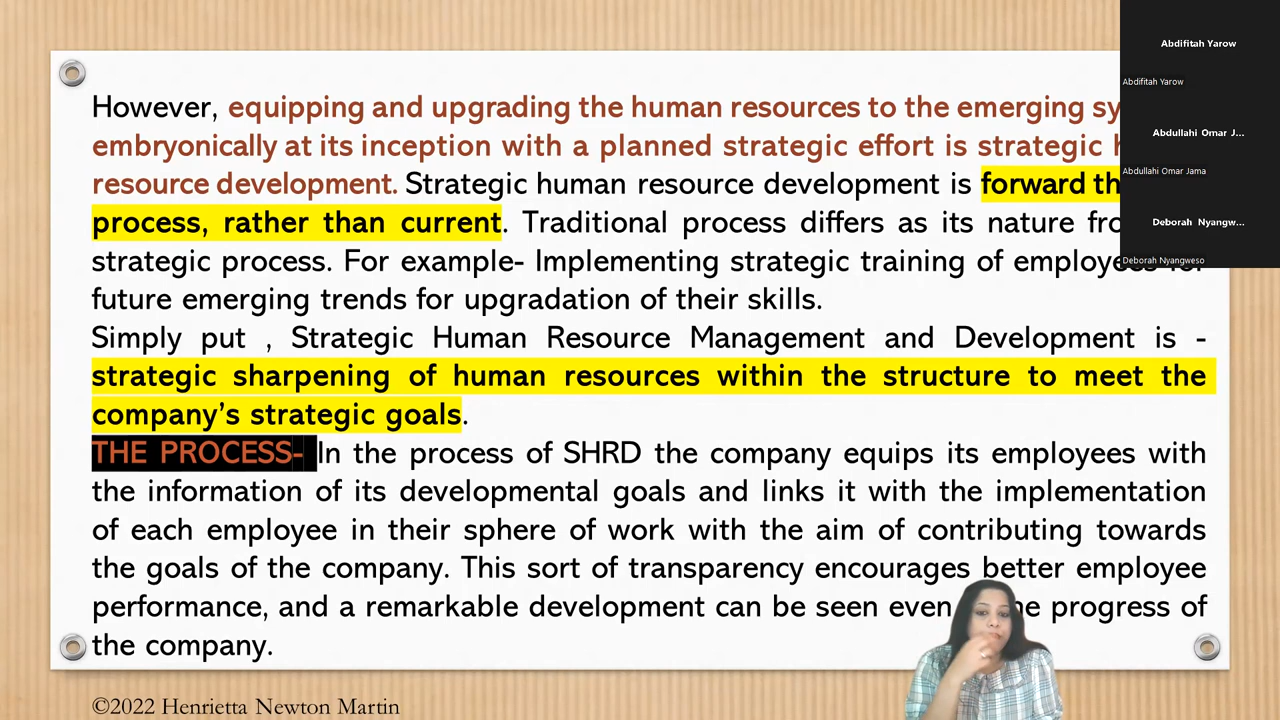 However, equipping and upgrading the human resources to the emerging
embryonically at its inception with a planned strategic effort is strategic
resource development. Strategic human resource development is forward
process, rather than current. Traditional process differs as its nature
strategic process. For example- Implementing strategic training of employees for
future emerging trends for upgradation of their skills.
Simply put , Strategic Human Resource Management and Development is -
strategic sharpening of human resources within the structure to meet the
company's strategic goals.
THE PROCESS- In the process of SHRD the company equips its employees with
the information of its developmental goals and links it with the implementation
of each employee in their sphere of work with the aim of contributing towards
the goals of the company. This sort of transparency encourages better employee
performance, and a remarkable development can be seen even progress of
the company.
©2022 Henrietta Newton Martin
Abdifitah Yarow
Abdifitah Yarow
Abdullahi Omar J...
Abdullahi Omar Jama
Deborah Nyangw...
Deborah Nyangweso